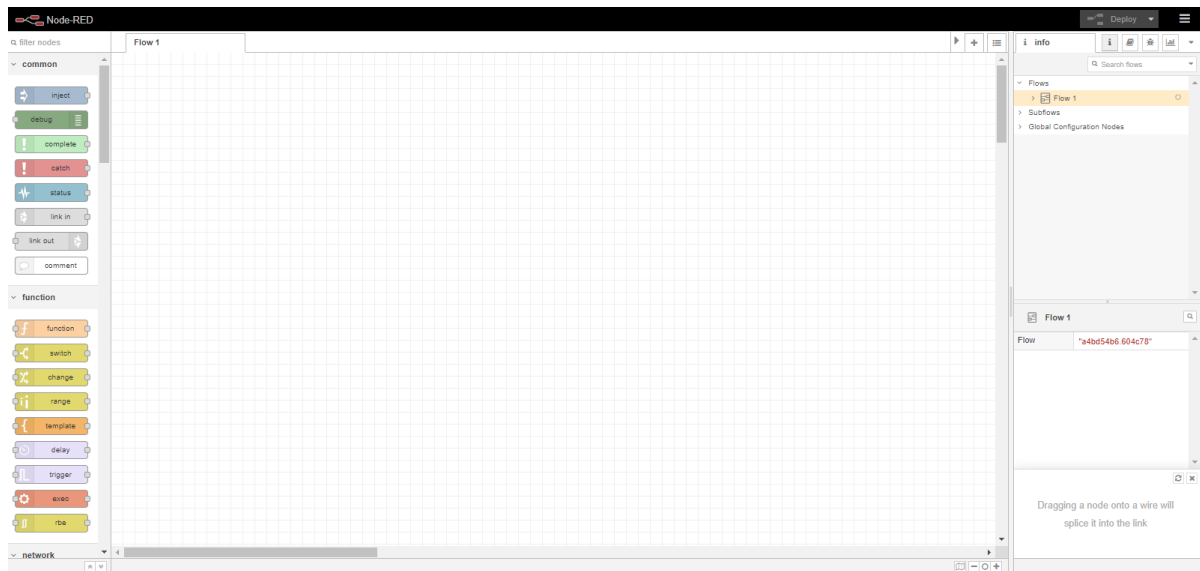 Node-RED
Deploy
filter nodes
Flow 1
info
common
Search flows
inject
debug
complete
catch
status
link in
link out
comment
function
function
switch
change
range
template
delay
trigger
exec
rbe
network
Flows
Flow 1
Subflows
Global Configuration Nodes
Flow 1
Flow
"a4bd54b6.604c78"
Dragging a node onto a wire will
splice it into the link